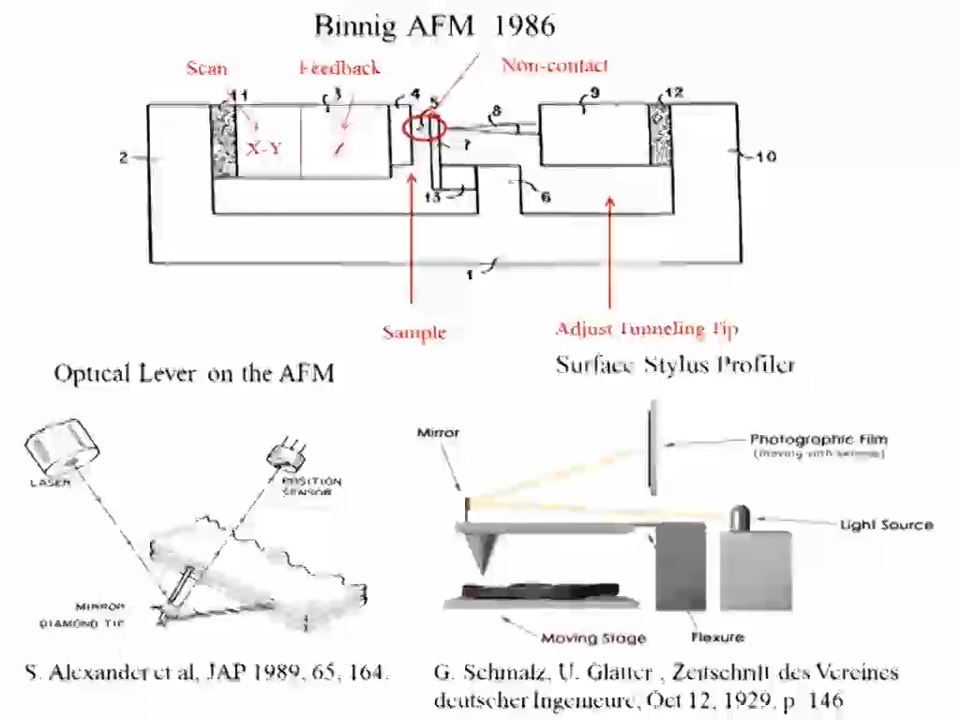 Binnig AFM 1986
Scan
Feedback
Non-contact
11
3
4
5
8
9
12
X-Y
2
7
10
13
6
1
Sample
Adjust Tunneling Tip
Optical Lever on the AFM
Surface Stylus Profiler
LASER
POSITION
SENSOR
MIRROR
DIAMOND TIP
Mirror
Photographic Film
(moving with sample)
Light Source
Moving Stage
Flexure
S. Alexander et al, JAP 1989, 65, 164.
G. Schmalz, U. Glatter , Zeitschrift des Vereines
deutscher Ingenieure, Oct 12, 1929, p 146